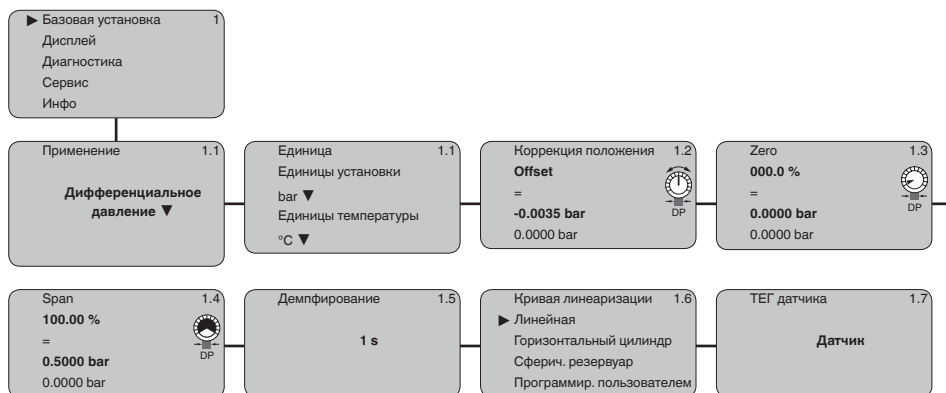 ▶ Базовая установка 1
Дисплей
Диагностика
Сервис
Инфо
Применение 1.1
Дифференциальное
давление ▼
Единица 1.1
Единицы установки
bar ▼
Единицы температуры
°C ▼
Коррекция положения 1.2
Offset
=
-0.0035 bar
0.0000 bar
DP
Zero 1.3
000.0 %
=
0.0000 bar
0.0000 bar
DP
Span 1.4
100.00 %
=
0.5000 bar
0.0000 bar
DP
Демпфирование 1.5
1 s
Кривая линеаризации 1.6
▶ Линейная
Горизонтальный цилиндр
Сферич. резервуар
Программир. пользователем
ТЕГ датчика 1.7
Датчик